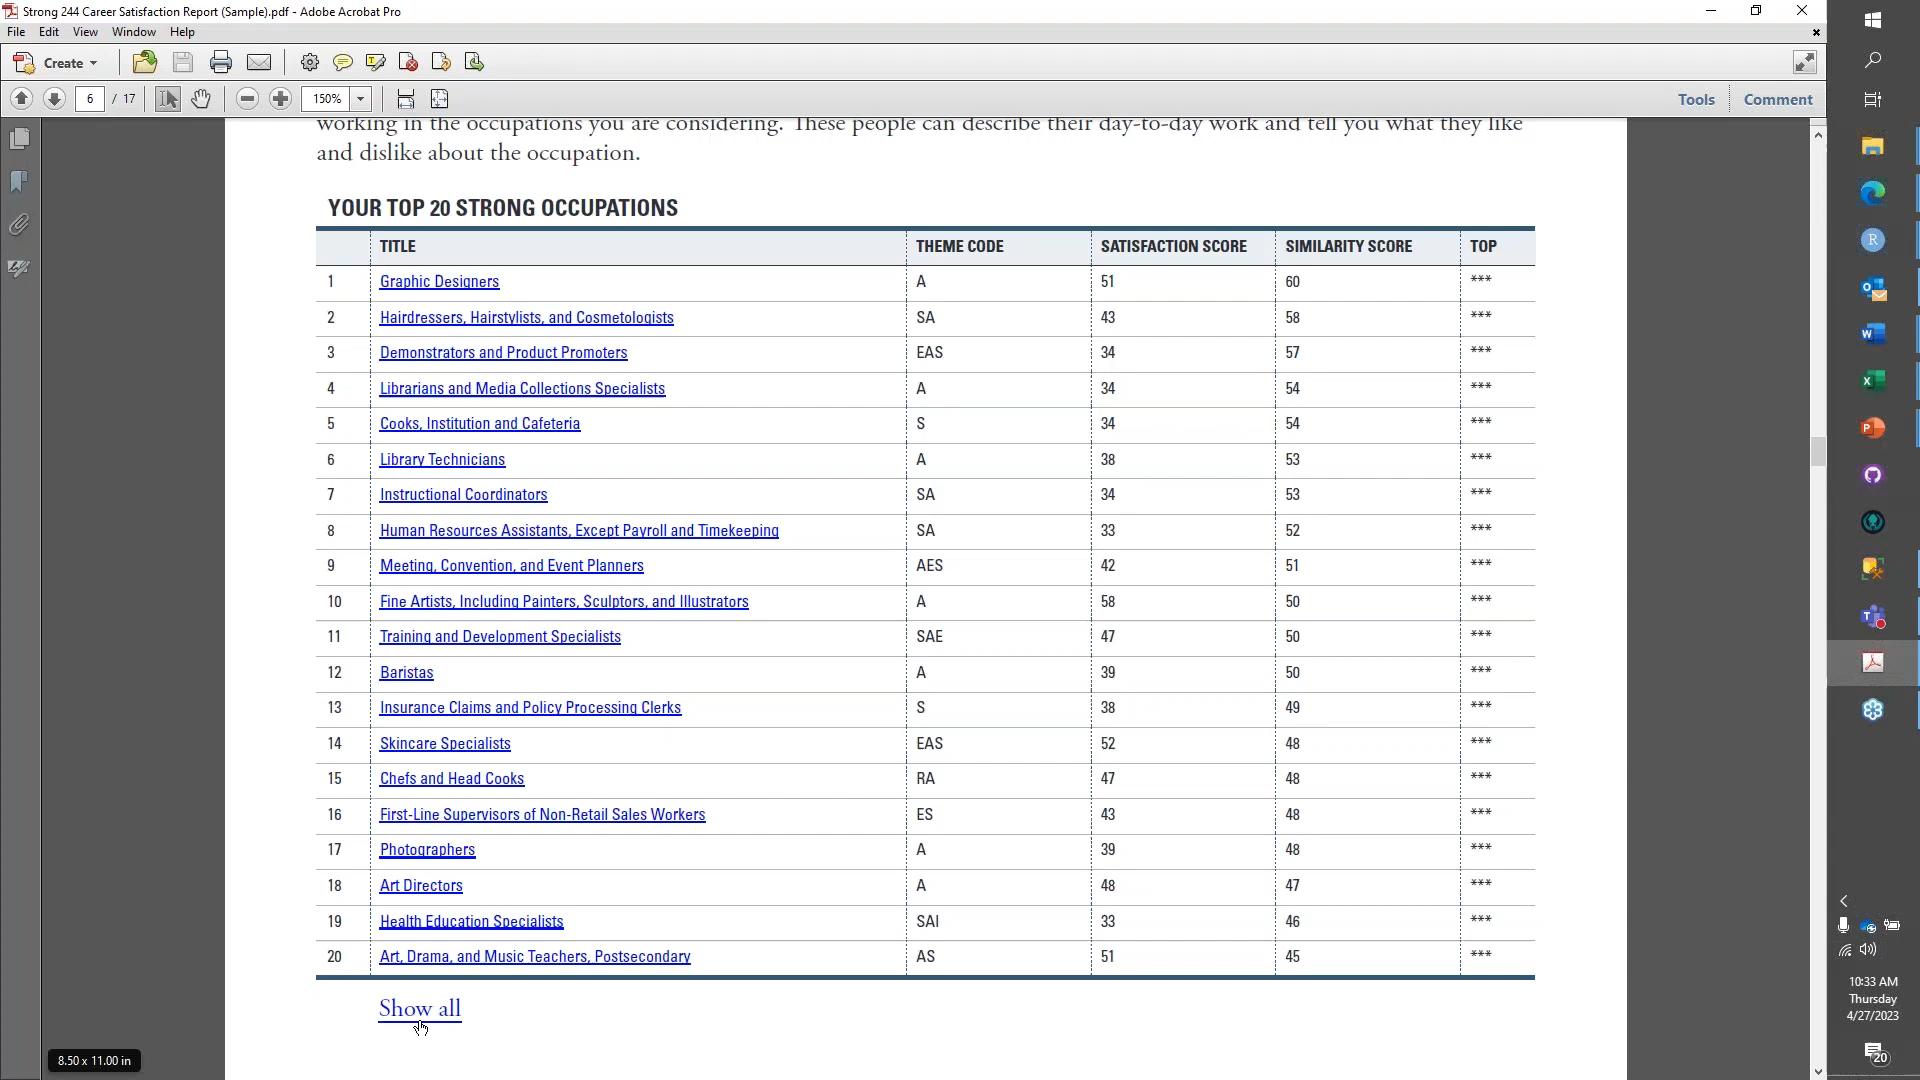 Strong 244 Career Satisfaction Report (Sample).pdf - Adobe Acrobat Pro
File Edit View Window Help
Create
6 / 17 150% Tools Comment
working in the occupations you are considering. These people can describe their day-to-day work and tell you what they like
and dislike about the occupation.
YOUR TOP 20 STRONG OCCUPATIONS
TITLE THEME CODE SATISFACTION SCORE SIMILARITY SCORE TOP
1 Graphic Designers A 51 60 ***
2 Hairdressers, Hairstylists, and Cosmetologists SA 43 58 ***
3 Demonstrators and Product Promoters EAS 34 57 ***
4 Librarians and Media Collections Specialists A 34 54 ***
5 Cooks, Institution and Cafeteria S 34 54 ***
6 Library Technicians A 38 53 ***
7 Instructional Coordinators SA 34 53 ***
8 Human Resources Assistants, Except Payroll and Timekeeping SA 33 52 ***
9 Meeting, Convention, and Event Planners AES 42 51 ***
10 Fine Artists, Including Painters, Sculptors, and Illustrators A 58 50 ***
11 Training and Development Specialists SAE 47 50 ***
12 Baristas A 39 50 ***
13 Insurance Claims and Policy Processing Clerks S 38 49 ***
14 Skincare Specialists EAS 52 48 ***
15 Chefs and Head Cooks RA 47 48 ***
16 First-Line Supervisors of Non-Retail Sales Workers ES 43 48 ***
17 Photographers A 39 48 ***
18 Art Directors A 48 47 ***
19 Health Education Specialists SAI 33 46 ***
20 Art, Drama, and Music Teachers, Postsecondary AS 51 45 ***
Show all
8.50 x 11.00 in
10:33 AM
Thursday
4/27/2023
20